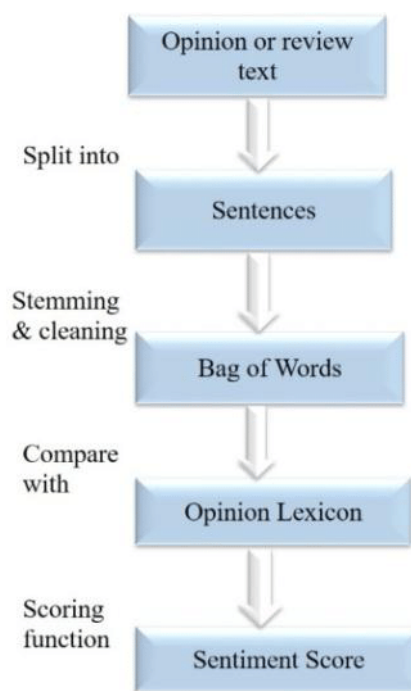 Opinion or review
text
Split into
Sentences
Stemming
& cleaning
Bag of Words
Compare
with
Opinion Lexicon
Scoring
function
Sentiment Score